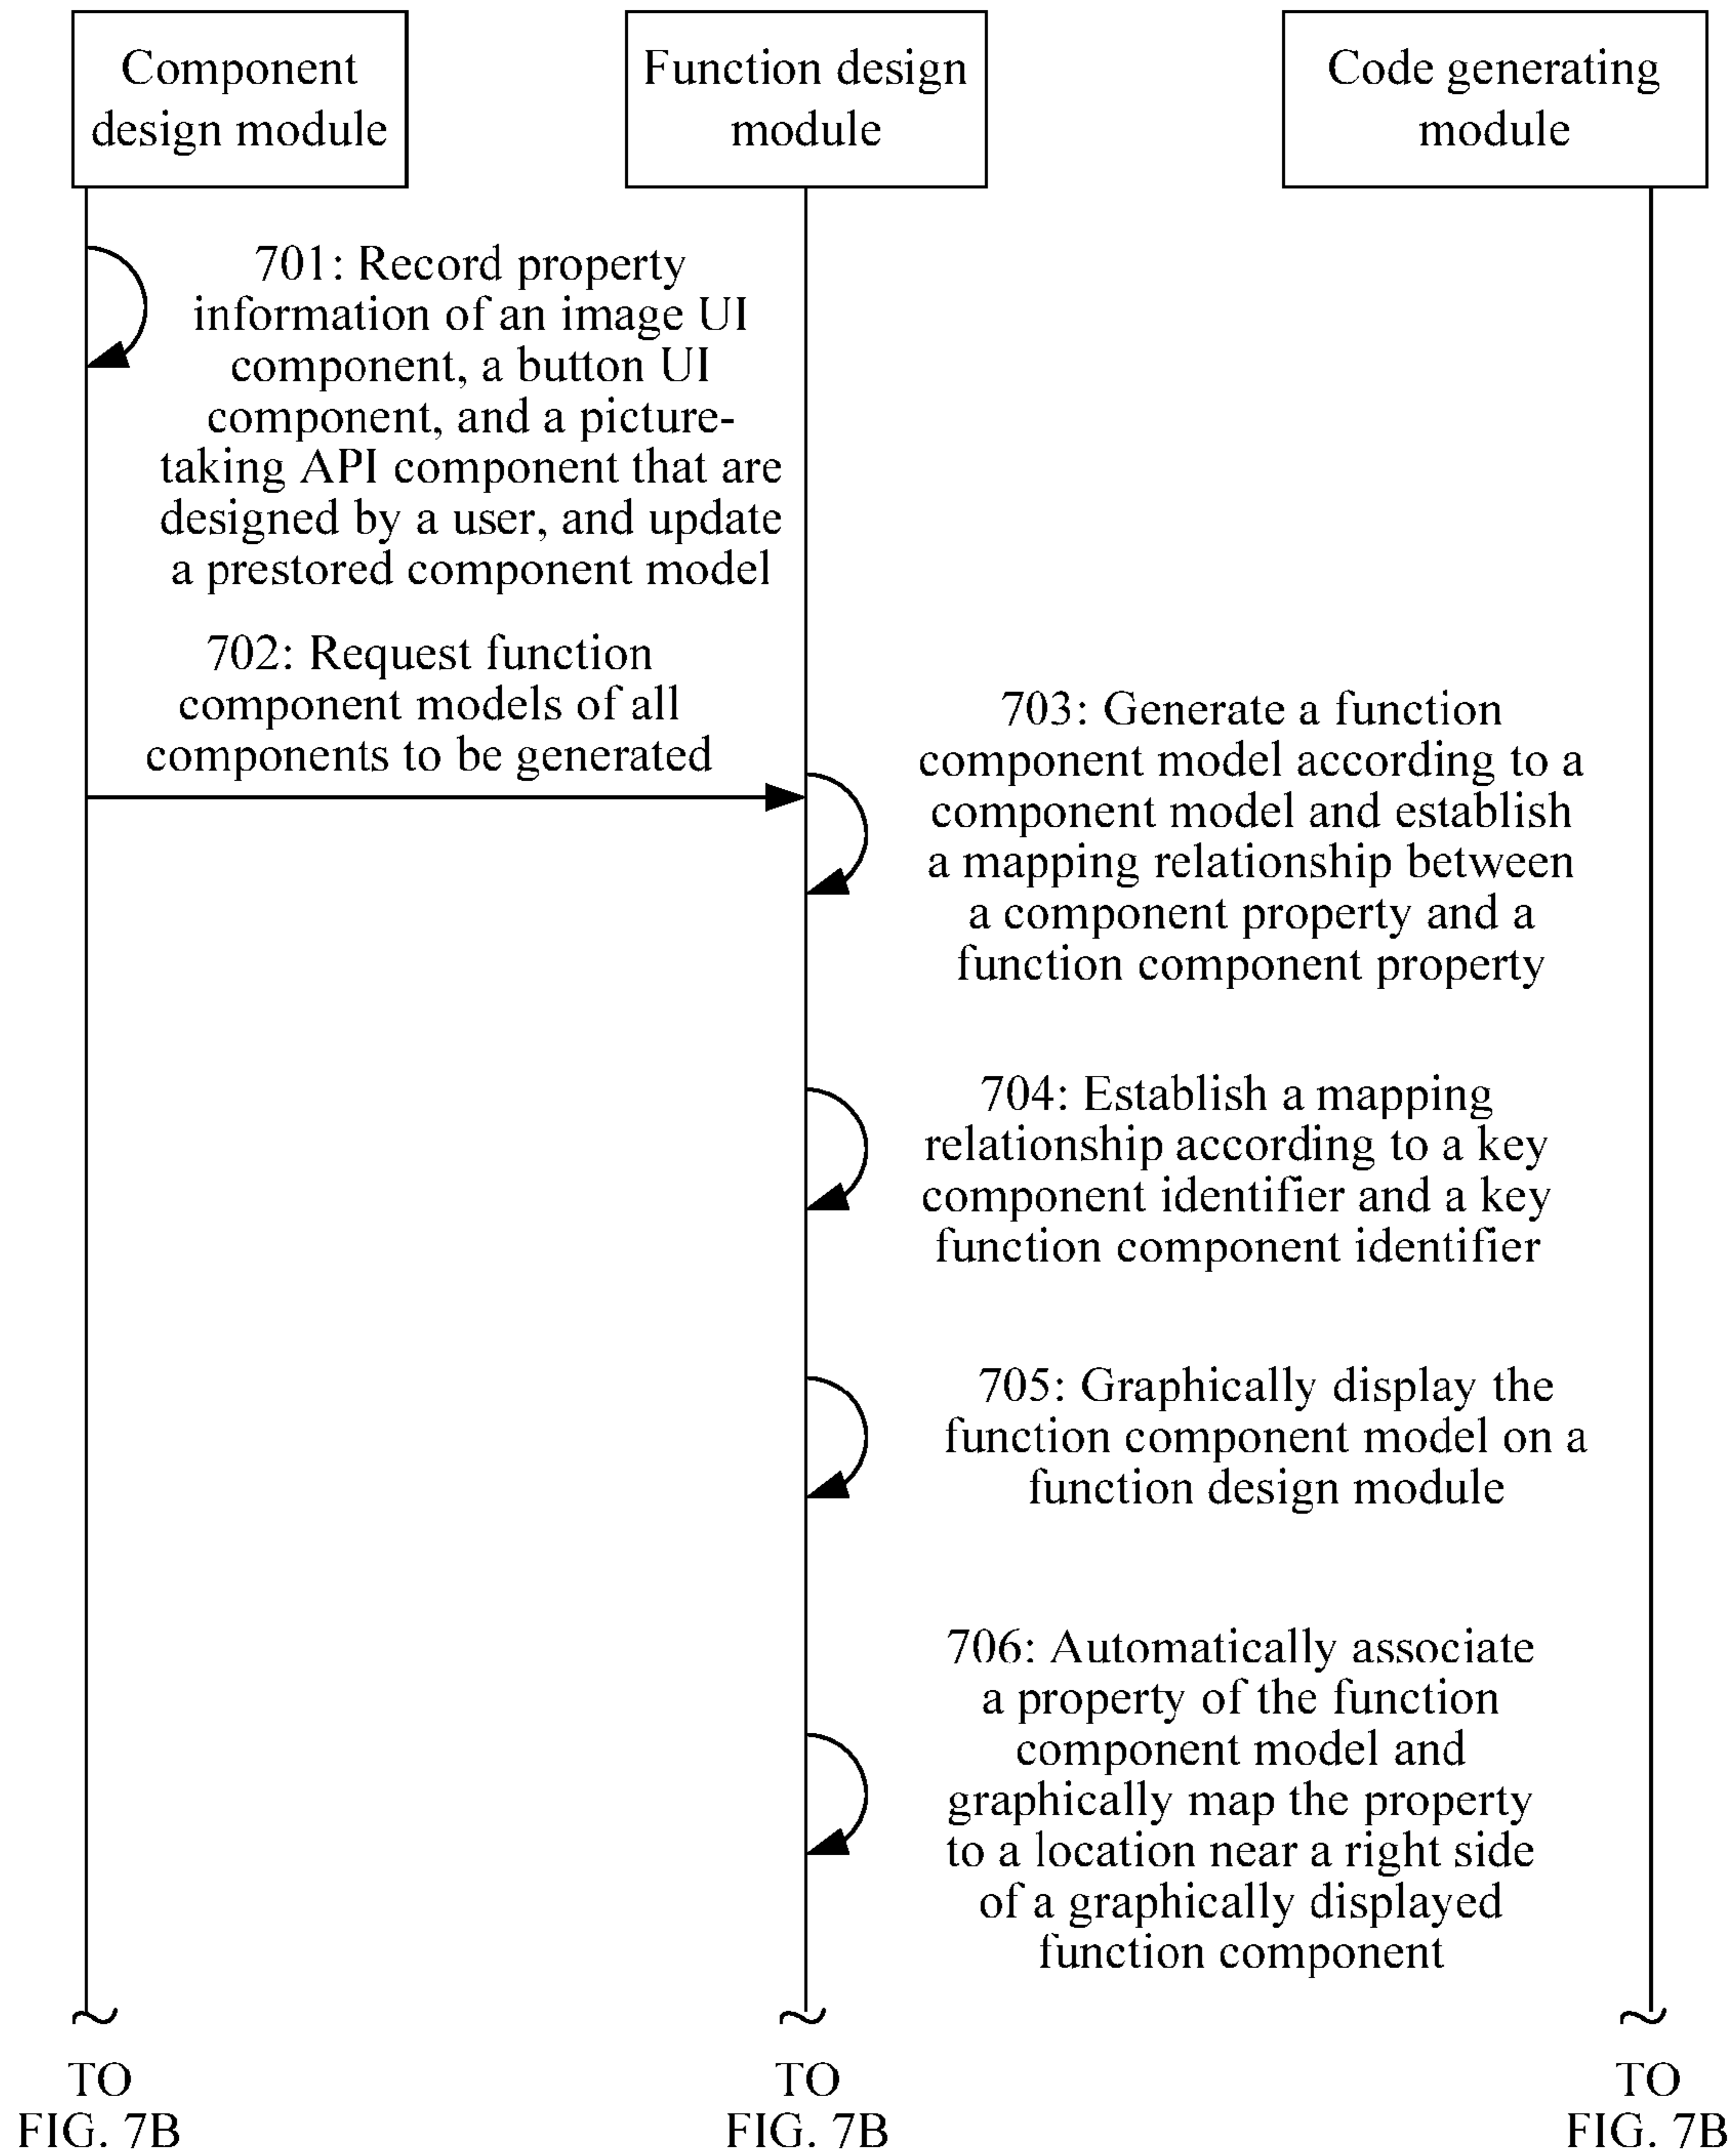 Component
design module
Function design
module
Code generating
module
701: Record property
information of an image UI
component, a button UI
component, and a picture-
taking API component that are
designed by a user, and update
a prestored component model
702: Request function
component models of all
components to be generated
703: Generate a function
component model according to a
component model and establish
a mapping relationship between
a component property and a
function component property
704: Establish a mapping
relationship according to a key
component identifier and a key
function component identifier
705: Graphically display the
function component model on a
function design module
706: Automatically associate
a property of the function
component model and
graphically map the property
to a location near a right side
of a graphically displayed
function component
TO
FIG. 7B
TO
FIG. 7B
TO
FIG. 7B